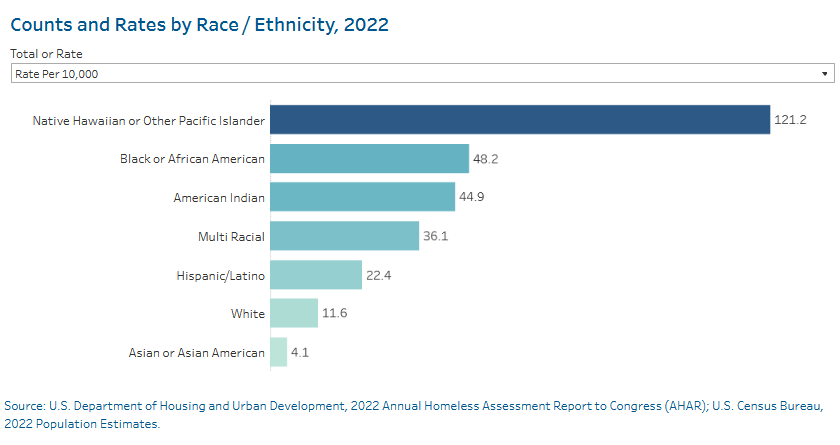 Counts and Rates by Race / Ethnicity, 2022
Total or Rate
Rate Per 10,000
Native Hawaiian or Other Pacific Islander 121.2
Black or African American 48.2
American Indian 44.9
Multi Racial 36.1
Hispanic/Latino 22.4
White 11.6
Asian or Asian American 4.1
Source: U.S. Department of Housing and Urban Development, 2022 Annual Homeless Assessment Report to Congress (AHAR); U.S. Census Bureau,
2022 Population Estimates.